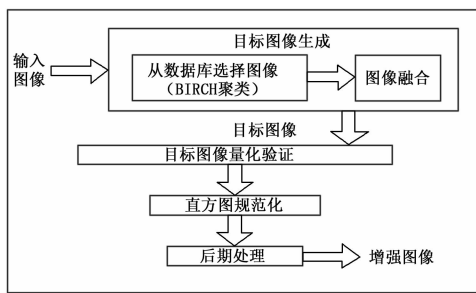 目标图像生成
输入
图像
从数据库选择图像
（BIRCH聚类）
图像融合
目标图像
目标图像量化验证
直方图规范化
后期处理
增强图像